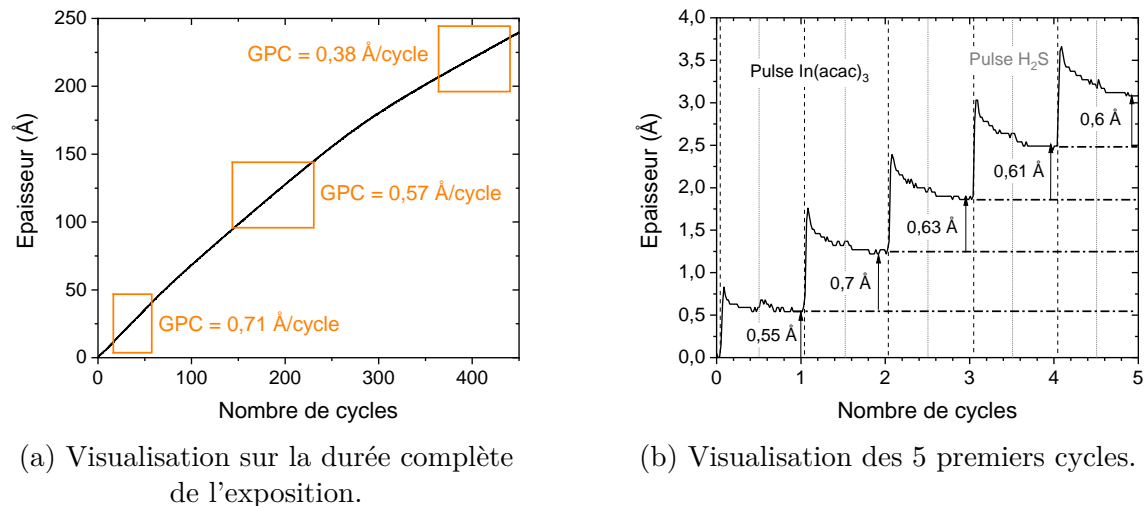 250
200
150
100
50
0
Epaisseur (Å)
GPC = 0,38 Å/cycle
GPC = 0,57 Å/cycle
GPC = 0,71 Å/cycle
0 100 200 300 400
Nombre de cycles
(a) Visualisation sur la durée complète
de l'exposition.
4,0
3,5
3,0
2,5
2,0
1,5
1,0
0,5
0,0
Epaisseur (Å)
Pulse In(acac)3
Pulse H2S
0,6 Å
0,61 Å
0,63 Å
0,7 Å
0,55 Å
0 1 2 3 4 5
Nombre de cycles
(b) Visualisation des 5 premiers cycles.